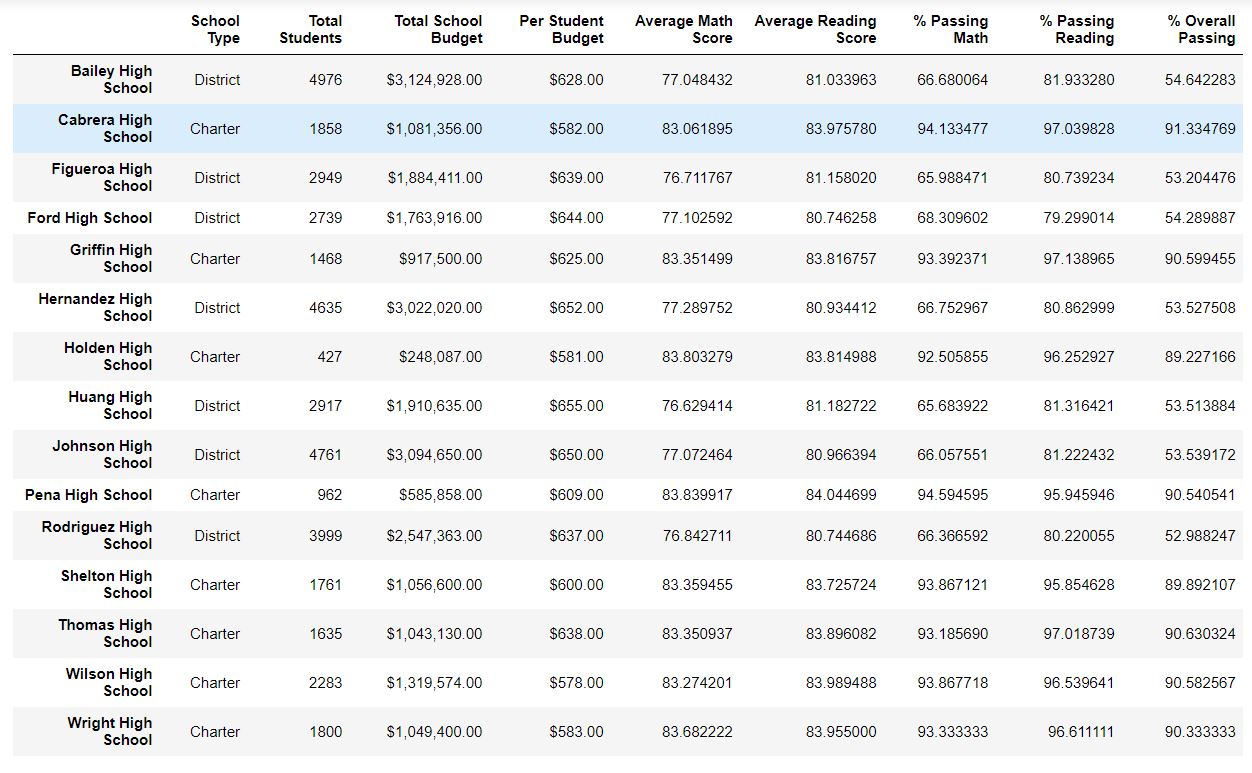 School Type Total Students Total School Budget Per Student Budget Average Math Score Average Reading Score % Passing Math % Passing Reading % Overall Passing
Bailey High School District 4976 $3,124,928.00 $628.00 77.048432 81.033963 66.680064 81.933280 54.642283
Cabrera High School Charter 1858 $1,081,356.00 $582.00 83.061895 83.975780 94.133477 97.039828 91.334769
Figueroa High School District 2949 $1,884,411.00 $639.00 76.711767 81.158020 65.988471 80.739234 53.204476
Ford High School District 2739 $1,763,916.00 $644.00 77.102592 80.746258 68.309602 79.299014 54.289887
Griffin High School Charter 1468 $917,500.00 $625.00 83.351499 83.816757 93.392371 97.138965 90.599455
Hernandez High School District 4635 $3,022,020.00 $652.00 77.289752 80.934412 66.752967 80.862999 53.527508
Holden High School Charter 427 $248,087.00 $581.00 83.803279 83.814988 92.505855 96.252927 89.227166
Huang High School District 2917 $1,910,635.00 $655.00 76.629414 81.182722 65.683922 81.316421 53.513884
Johnson High School District 4761 $3,094,650.00 $650.00 77.072464 80.966394 66.057551 81.222432 53.539172
Pena High School Charter 962 $585,858.00 $609.00 83.839917 84.044699 94.594595 95.945946 90.540541
Rodriguez High School District 3999 $2,547,363.00 $637.00 76.842711 80.744686 66.366592 80.220055 52.988247
Shelton High School Charter 1761 $1,056,600.00 $600.00 83.359455 83.725724 93.867121 95.854628 89.892107
Thomas High School Charter 1635 $1,043,130.00 $638.00 83.350937 83.896082 93.185690 97.018739 90.630324
Wilson High School Charter 2283 $1,319,574.00 $578.00 83.274201 83.989488 93.867718 96.539641 90.582567
Wright High School Charter 1800 $1,049,400.00 $583.00 83.682222 83.955000 93.333333 96.611111 90.333333